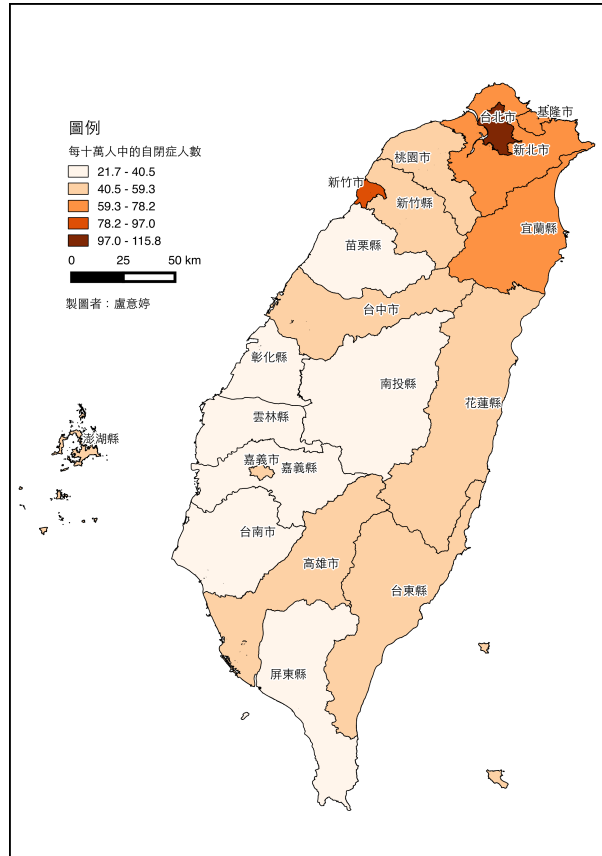 圖例
每十萬人中的自閉症人數
21.7 - 40.5
40.5 - 59.3
59.3 - 78.2
78.2 - 97.0
97.0 - 115.8
0 25 50 km
製圖者：盧意婷
台北市
基隆市
新北市
桃園市
新竹市
新竹縣
宜蘭縣
苗栗縣
台中市
彰化縣
南投縣
花蓮縣
雲林縣
澎湖縣
嘉義市
嘉義縣
台南市
高雄市
台東縣
屏東縣